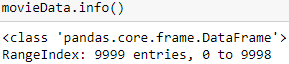 movieData.info()
<class 'pandas.core.frame.DataFrame'>
RangeIndex: 9999 entries, 0 to 9998